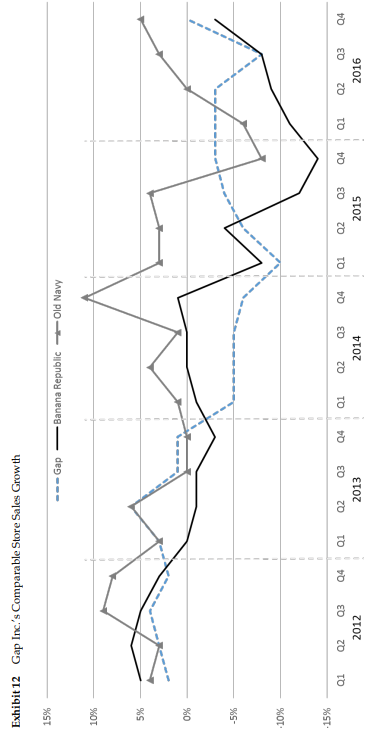 Exhibit 12 Gap Inc.'s Comparable Store Sales Growth
Gap Banana Republic Old Navy
15%
10%
5%
0%
-5%
-10%
-15%
Q1 Q2 Q3 Q4 Q1 Q2 Q3 Q4 Q1 Q2 Q3 Q4 Q1 Q2 Q3 Q4 Q1 Q2 Q3 Q4
2012 2013 2014 2015 2016